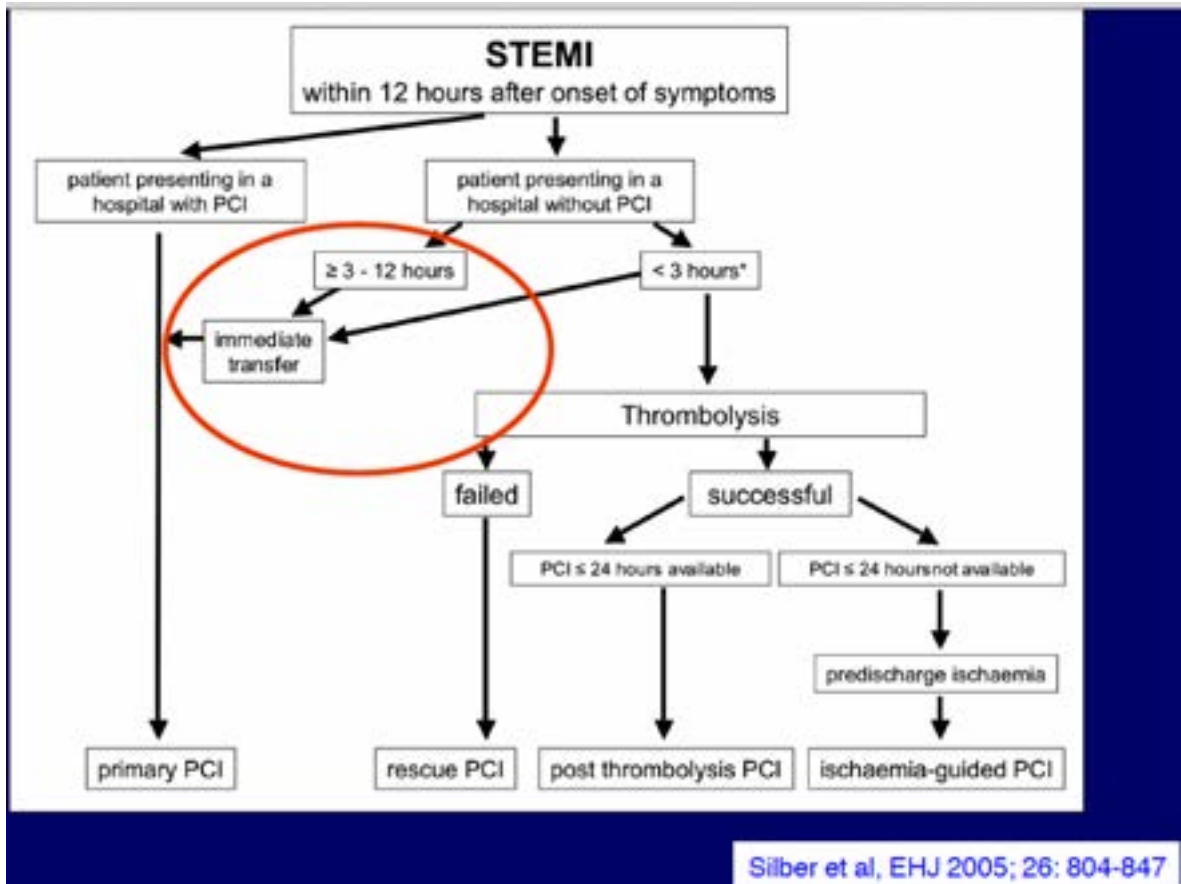 STEMI
within 12 hours after onset of symptoms
patient presenting in a
hospital with PCI
patient presenting in a
hospital without PCI
≥ 3 - 12 hours
< 3 hours*
immediate
transfer
Thrombolysis
failed
successful
PCI ≤ 24 hours available
PCI ≤ 24 hoursnot available
predischarge ischaemia
primary PCI
rescue PCI
post thrombolysis PCI
ischaemia-guided PCI
Silber et al, EHJ 2005; 26: 804-847